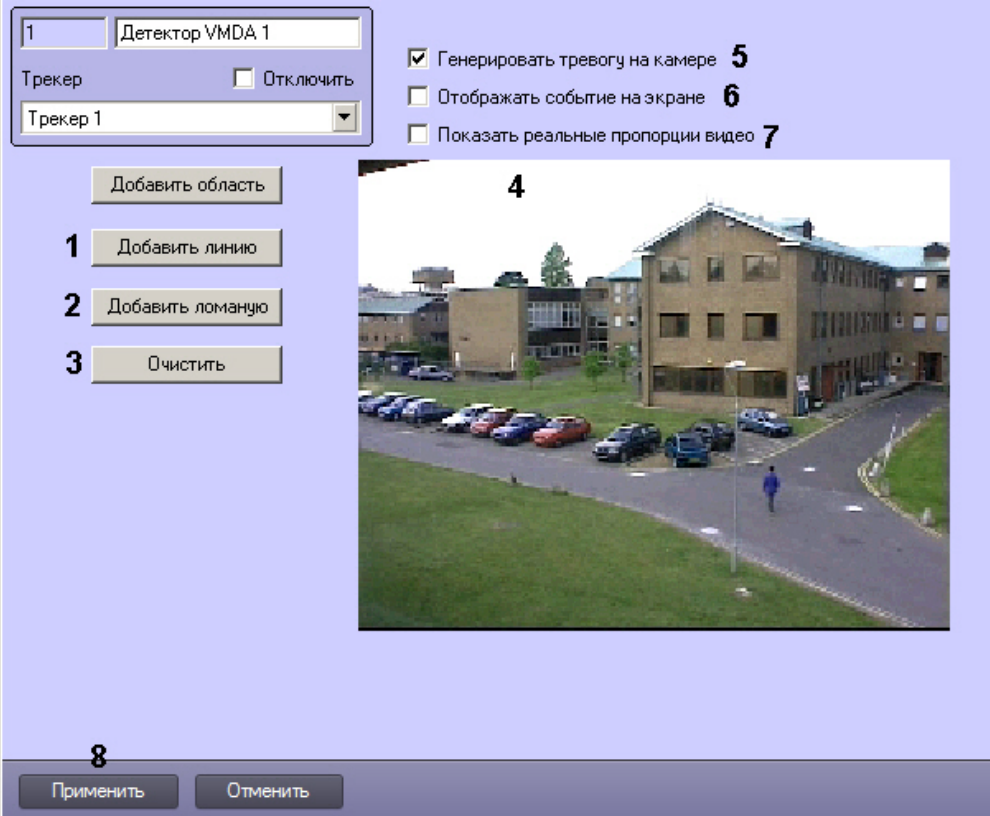 1 Детектор VMDA 1
Трекер Отключить
Трекер 1
Генерировать тревогу на камере 5
Отображать событие на экране 6
Показать реальные пропорции видео 7
Добавить область
4
1 Добавить линию
2 Добавить ломаную
3 Очистить
8
Применить Отменить